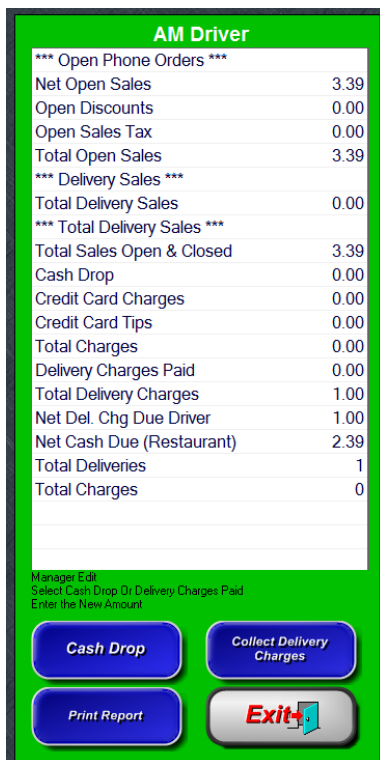 AM Driver
*** Open Phone Orders ***
Net Open Sales 3.39
Open Discounts 0.00
Open Sales Tax 0.00
Total Open Sales 3.39
*** Delivery Sales ***
Total Delivery Sales 0.00
*** Total Delivery Sales ***
Total Sales Open & Closed 3.39
Cash Drop 0.00
Credit Card Charges 0.00
Credit Card Tips 0.00
Total Charges 0.00
Delivery Charges Paid 0.00
Total Delivery Charges 1.00
Net Del. Chg Due Driver 1.00
Net Cash Due (Restaurant) 2.39
Total Deliveries 1
Total Charges 0
Manager Edit
Select Cash Drop Or Delivery Charges Paid
Enter the New Amount
Cash Drop
Collect Delivery
Charges
Print Report
Exit